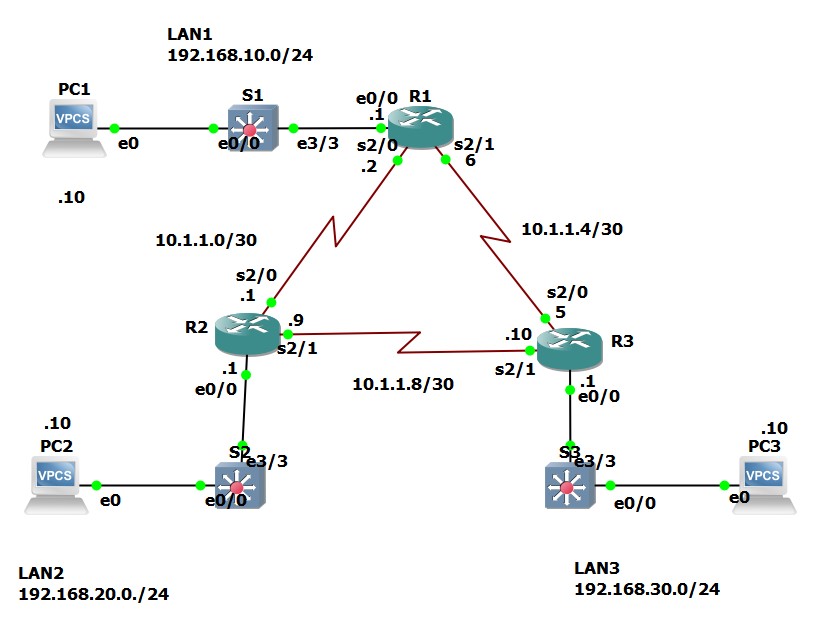 LAN1
192.168.10.0/24
PC1
VPCS
e0
.10
S1
e0/0
e3/3
e0/0
.1
R1
s2/0
.2
s2/1
6
10.1.1.0/30
10.1.1.4/30
s2/0
.1
R2
.9
s2/1
.1
e0/0
10.1.1.8/30
s2/0
5
.10
s2/1
R3
.1
e0/0
.10
PC2
VPCS
e0
S2
e3/3
e0/0
S3
e3/3
e0/0
.10
PC3
VPCS
e0
LAN2
192.168.20.0./24
LAN3
192.168.30.0/24